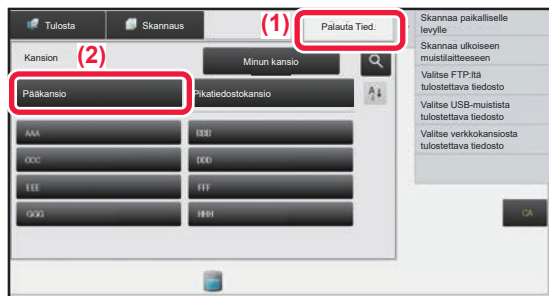 Tulosta
Skannaus
(1)
Palauta Tied.
Kansion
(2)
Minun kansio
Pääkansio
Pikatiedostokansio
AAA
BBB
CCC
DDD
EEE
FFF
GGG
HHH
Skannaa paikalliselle
levylle
Skannaa ulkoiseen
muistilaitteeseen
Valitse FTP:ltä
tulostettava tiedosto
Valitse USB-muistista
tulostettava tiedosto
Valitse verkkokansiosta
tulostettava tiedosto
CA